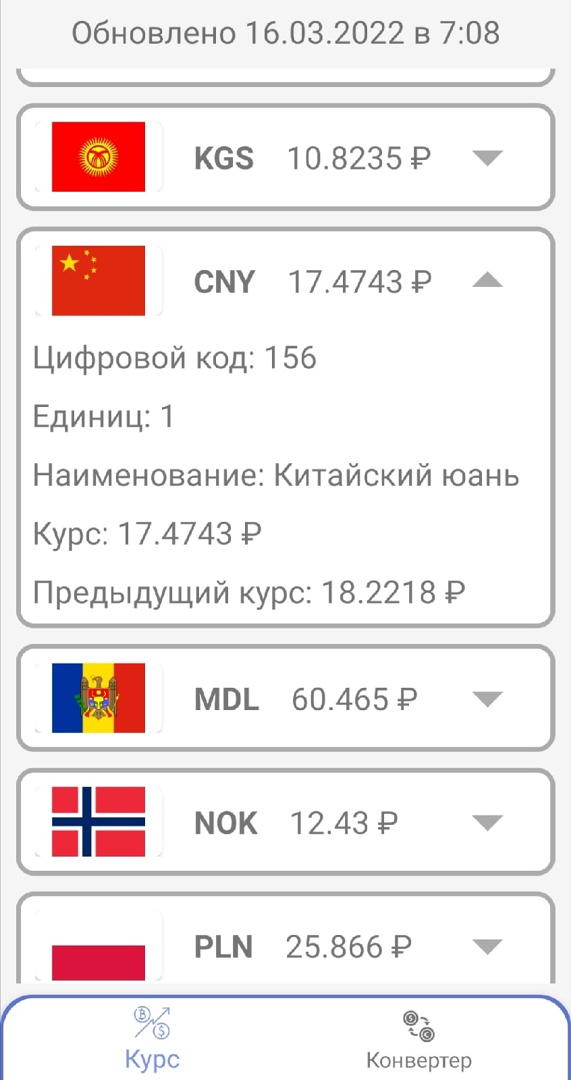 Обновлено 16.03.2022 в 7:08
KGS 10.8235 ₽
CNY 17.4743 ₽
Цифровой код: 156
Единиц: 1
Наименование: Китайский юань
Курс: 17.4743 ₽
Предыдущий курс: 18.2218 ₽
MDL 60.465 ₽
NOK 12.43 ₽
PLN 25.866 ₽
Курс Конвертер